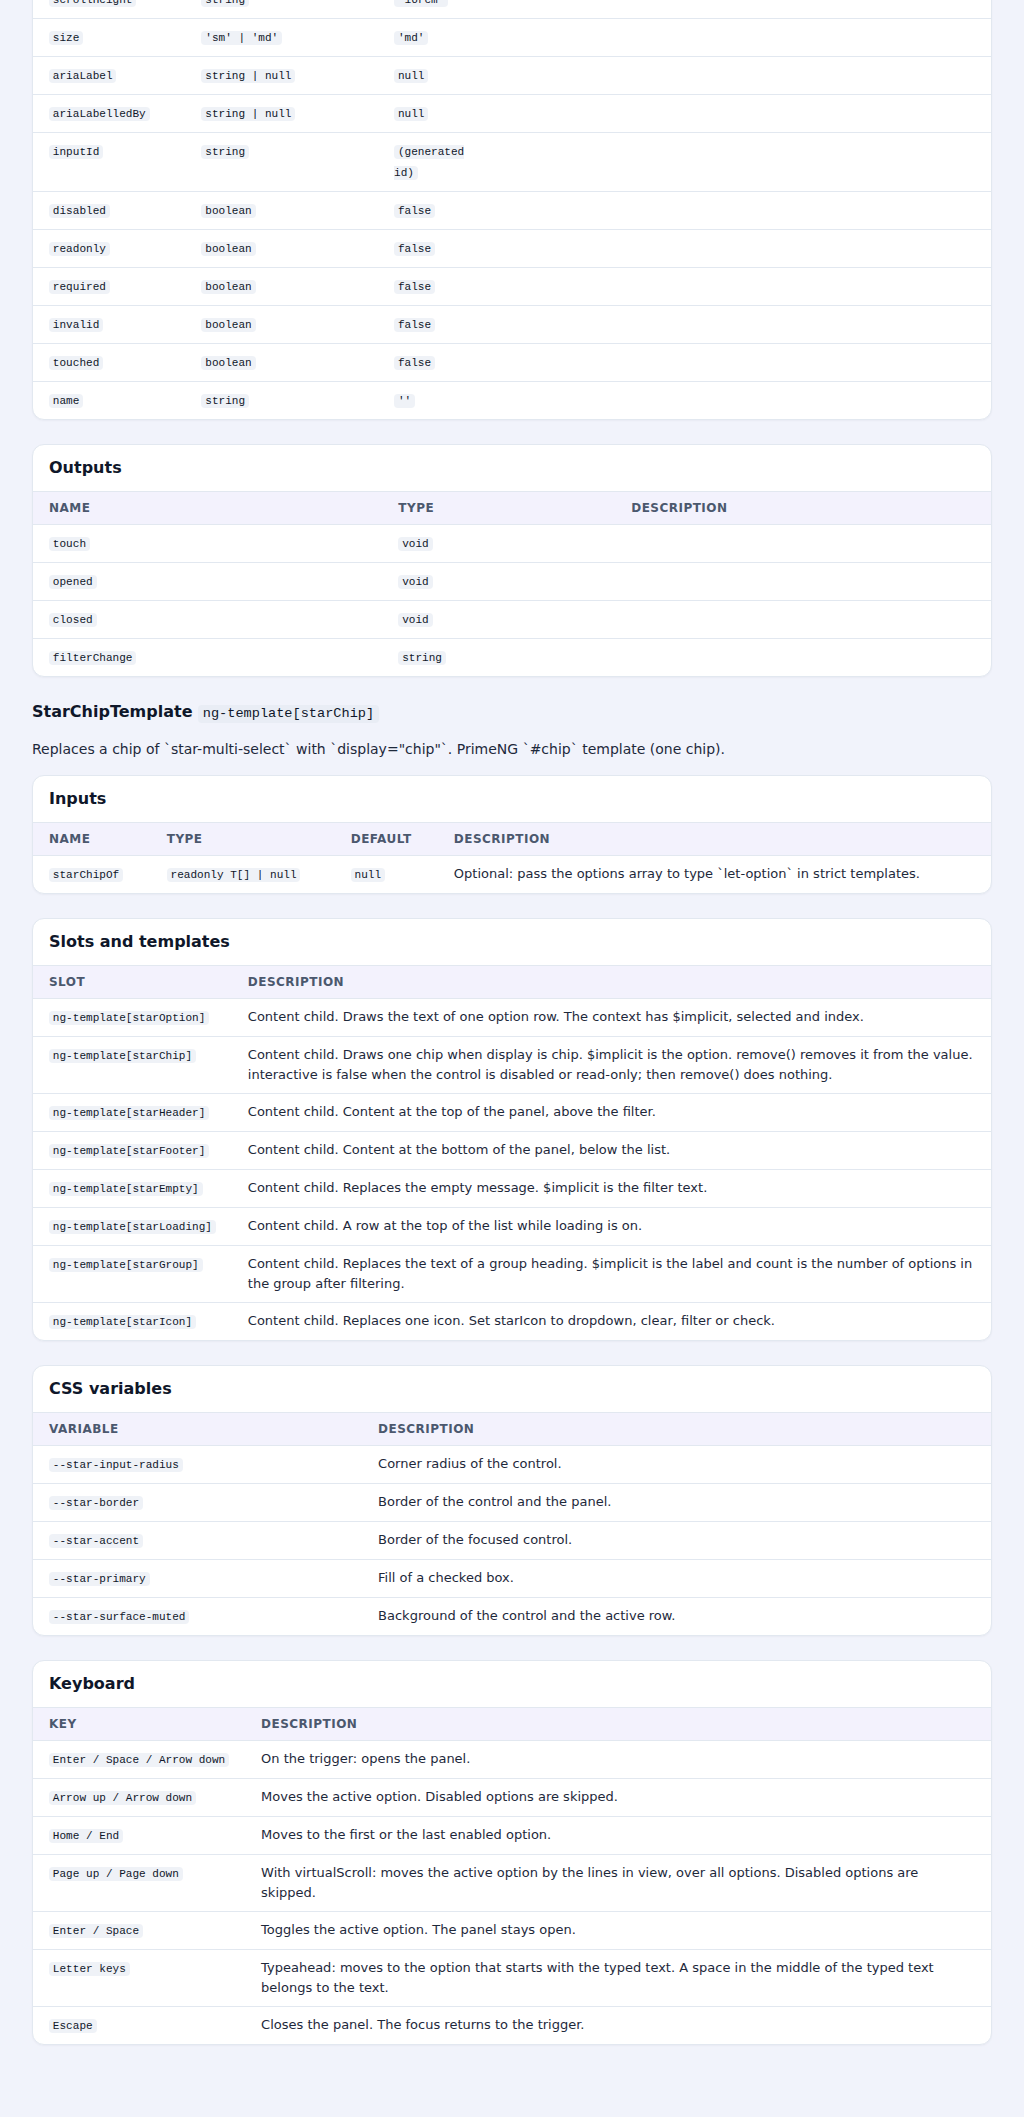 size 'sm' | 'md' 'md'
ariaLabel string | null null
ariaLabelledBy string | null null
inputId string (generated
id)
disabled boolean false
readonly boolean false
required boolean false
invalid boolean false
touched boolean false
name string ''
Outputs
NAME TYPE DESCRIPTION
touch void
opened void
closed void
filterChange string
StarChipTemplate ng-template[starChip]
Replaces a chip of `star-multi-select` with `display="chip"`. PrimeNG `#chip` template (one chip).
Inputs
NAME TYPE DEFAULT DESCRIPTION
starChipOf readonly T[] | null null Optional: pass the options array to type `let-option` in strict templates.
Slots and templates
SLOT DESCRIPTION
ng-template[starOption] Content child. Draws the text of one option row. The context has $implicit, selected and index.
ng-template[starChip] Content child. Draws one chip when display is chip. $implicit is the option. remove() removes it from the value.
interactive is false when the control is disabled or read-only; then remove() does nothing.
ng-template[starHeader] Content child. Content at the top of the panel, above the filter.
ng-template[starFooter] Content child. Content at the bottom of the panel, below the list.
ng-template[starEmpty] Content child. Replaces the empty message. $implicit is the filter text.
ng-template[starLoading] Content child. A row at the top of the list while loading is on.
ng-template[starGroup] Content child. Replaces the text of a group heading. $implicit is the label and count is the number of options in
the group after filtering.
ng-template[starIcon] Content child. Replaces one icon. Set starIcon to dropdown, clear, filter or check.
CSS variables
VARIABLE DESCRIPTION
--star-input-radius Corner radius of the control.
--star-border Border of the control and the panel.
--star-accent Border of the focused control.
--star-primary Fill of a checked box.
--star-surface-muted Background of the control and the active row.
Keyboard
KEY DESCRIPTION
Enter / Space / Arrow down On the trigger: opens the panel.
Arrow up / Arrow down Moves the active option. Disabled options are skipped.
Home / End Moves to the first or the last enabled option.
Page up / Page down With virtualScroll: moves the active option by the lines in view, over all options. Disabled options are
skipped.
Enter / Space Toggles the active option. The panel stays open.
Letter keys Typeahead: moves to the option that starts with the typed text. A space in the middle of the typed text
belongs to the text.
Escape Closes the panel. The focus returns to the trigger.